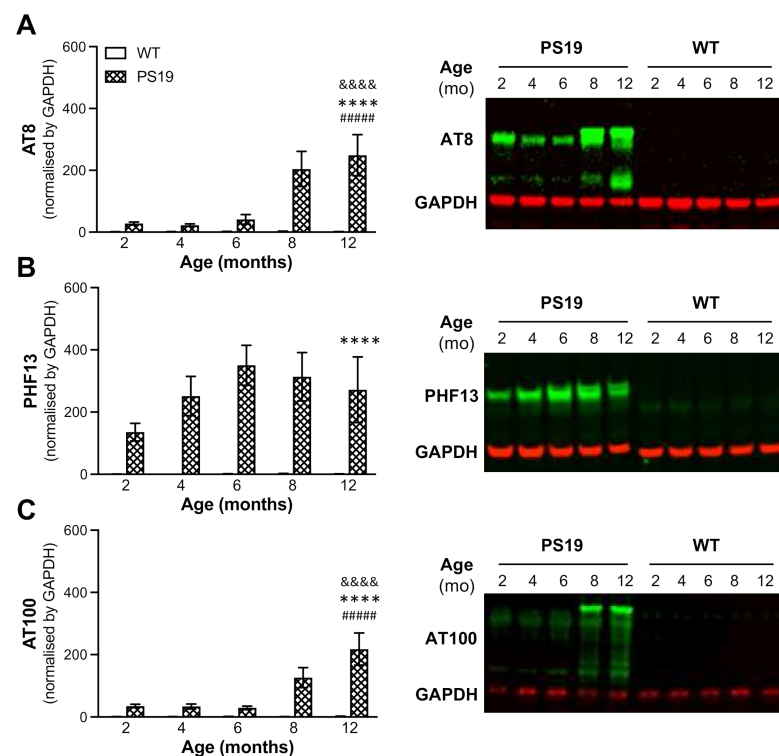 A
AT8
(normalised by GAPDH)
600
400
200
0
WT
PS19
&&&&
****
#####
2 4 6 8 12
Age (months)
PS19 WT
Age
(mo)
2 4 6 8 12 2 4 6 8 12
AT8
GAPDH
B
PHF13
(normalised by GAPDH)
600
400
200
0
****
2 4 6 8 12
Age (months)
PS19 WT
Age
(mo)
2 4 6 8 12 2 4 6 8 12
PHF13
GAPDH
C
AT100
(normalised by GAPDH)
600
400
200
0
&&&&
****
#####
2 4 6 8 12
Age (months)
PS19 WT
Age
(mo)
2 4 6 8 12 2 4 6 8 12
AT100
GAPDH